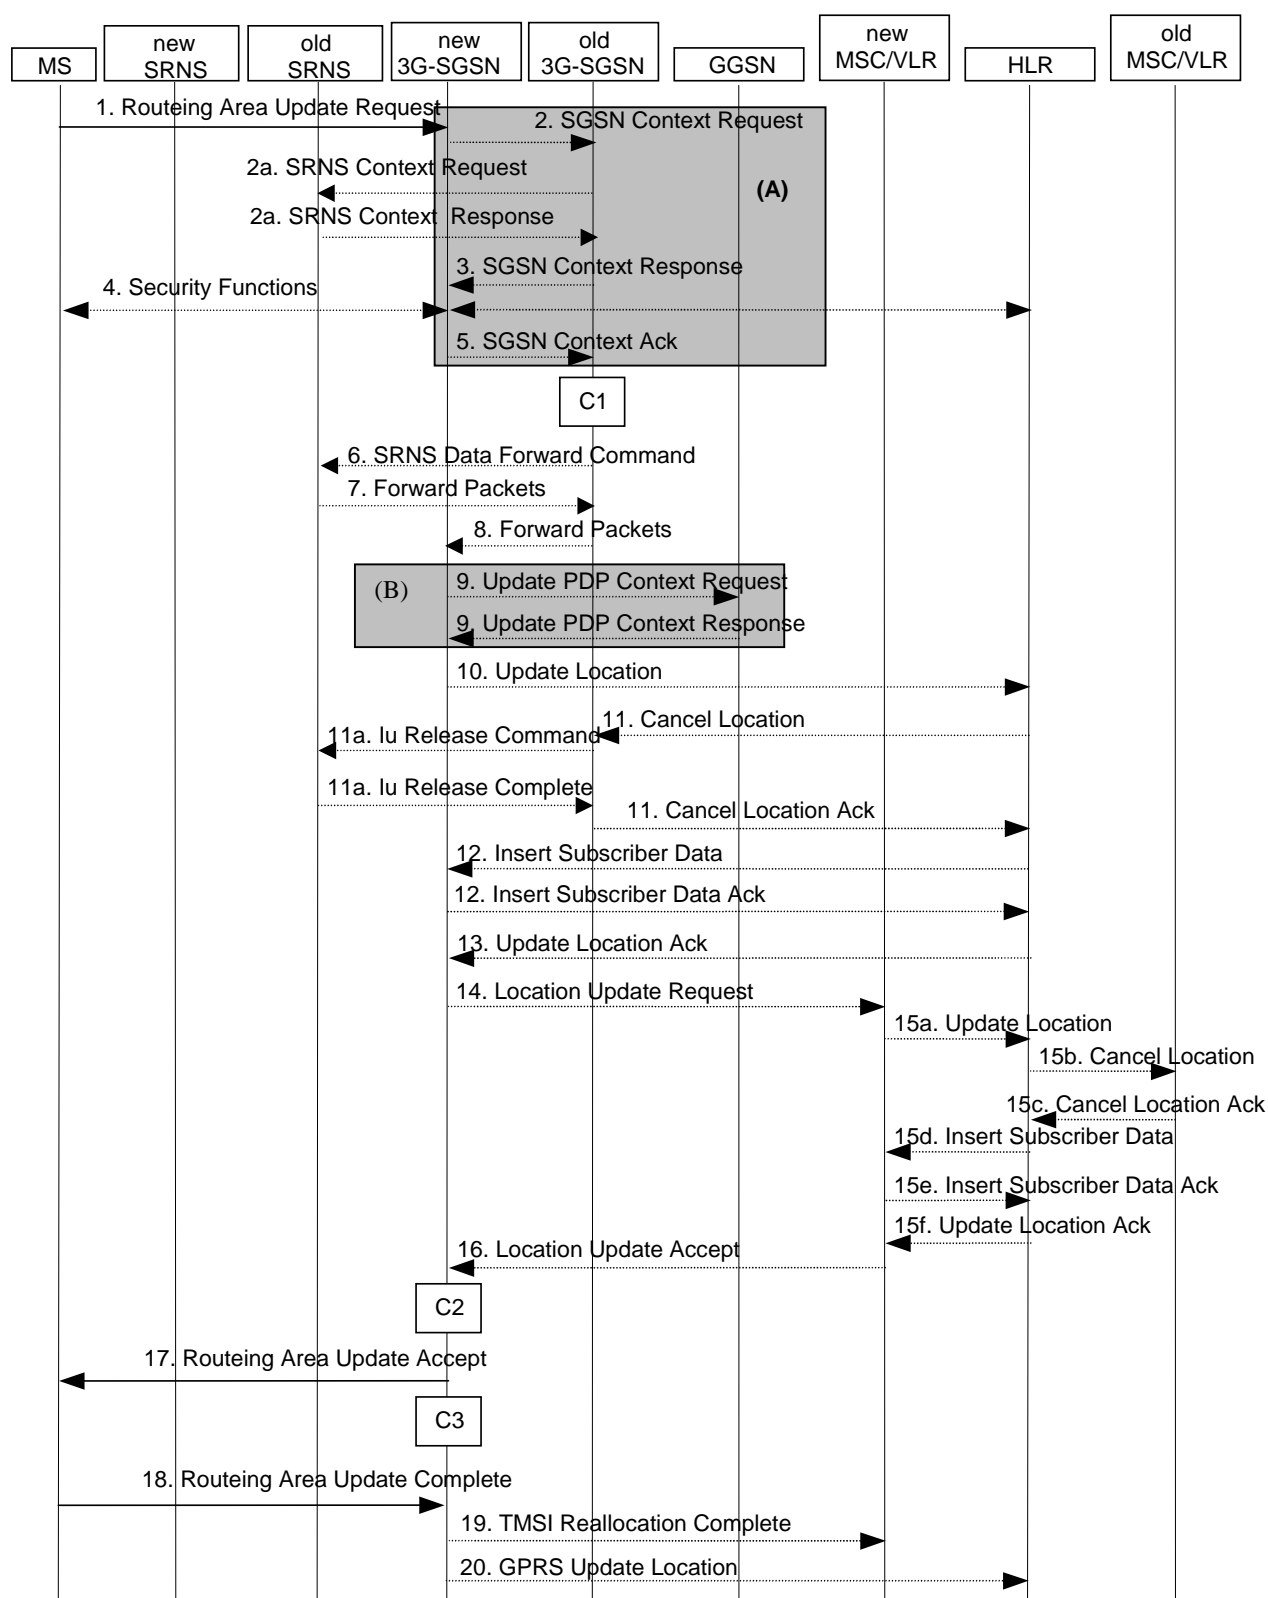 MS
new
SRNS
old
SRNS
new
3G-SGSN
old
3G-SGSN
GGSN
new
MSC/VLR
HLR
old
MSC/VLR
1. Routeing Area Update Request
2. SGSN Context Request
2a. SRNS Context Request
(A)
2a. SRNS Context Response
3. SGSN Context Response
4. Security Functions
5. SGSN Context Ack
C1
6. SRNS Data Forward Command
7. Forward Packets
8. Forward Packets
(B)
9. Update PDP Context Request
9. Update PDP Context Response
10. Update Location
11. Cancel Location
11a. Iu Release Command
11a. Iu Release Complete
11. Cancel Location Ack
12. Insert Subscriber Data
12. Insert Subscriber Data Ack
13. Update Location Ack
14. Location Update Request
15a. Update Location
15b. Cancel Location
15c. Cancel Location Ack
15d. Insert Subscriber Data
15e. Insert Subscriber Data Ack
15f. Update Location Ack
16. Location Update Accept
C2
17. Routeing Area Update Accept
C3
18. Routeing Area Update Complete
19. TMSI Reallocation Complete
20. GPRS Update Location